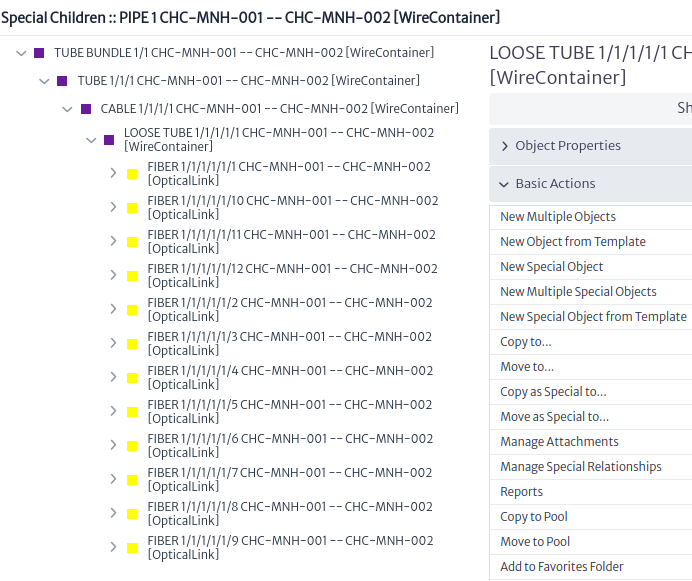 Special Children :: PIPE 1 CHC-MNH-001 -- CHC-MNH-002 [WireContainer]
TUBE BUNDLE 1/1 CHC-MNH-001 -- CHC-MNH-002 [WireContainer]
TUBE 1/1/1 CHC-MNH-001 -- CHC-MNH-002 [WireContainer]
CABLE 1/1/1/1 CHC-MNH-001 -- CHC-MNH-002 [WireContainer]
LOOSE TUBE 1/1/1/1/1 CHC-MNH-001 -- CHC-MNH-002
[WireContainer]
FIBER 1/1/1/1/1/1 CHC-MNH-001 -- CHC-MNH-002
[OpticalLink]
FIBER 1/1/1/1/1/10 CHC-MNH-001 -- CHC-MNH-002
[OpticalLink]
FIBER 1/1/1/1/1/11 CHC-MNH-001 -- CHC-MNH-002
[OpticalLink]
FIBER 1/1/1/1/1/12 CHC-MNH-001 -- CHC-MNH-002
[OpticalLink]
FIBER 1/1/1/1/1/2 CHC-MNH-001 -- CHC-MNH-002
[OpticalLink]
FIBER 1/1/1/1/1/3 CHC-MNH-001 -- CHC-MNH-002
[OpticalLink]
FIBER 1/1/1/1/1/4 CHC-MNH-001 -- CHC-MNH-002
[OpticalLink]
FIBER 1/1/1/1/1/5 CHC-MNH-001 -- CHC-MNH-002
[OpticalLink]
FIBER 1/1/1/1/1/6 CHC-MNH-001 -- CHC-MNH-002
[OpticalLink]
FIBER 1/1/1/1/1/7 CHC-MNH-001 -- CHC-MNH-002
[OpticalLink]
FIBER 1/1/1/1/1/8 CHC-MNH-001 -- CHC-MNH-002
[OpticalLink]
FIBER 1/1/1/1/1/9 CHC-MNH-001 -- CHC-MNH-002
[OpticalLink]
LOOSE TUBE 1/1/1/1/1 CH
[WireContainer]
Sh
Object Properties
Basic Actions
New Multiple Objects
New Object from Template
New Special Object
New Multiple Special Objects
New Special Object from Template
Copy to...
Move to...
Copy as Special to...
Move as Special to...
Manage Attachments
Manage Special Relationships
Reports
Copy to Pool
Move to Pool
Add to Favorites Folder